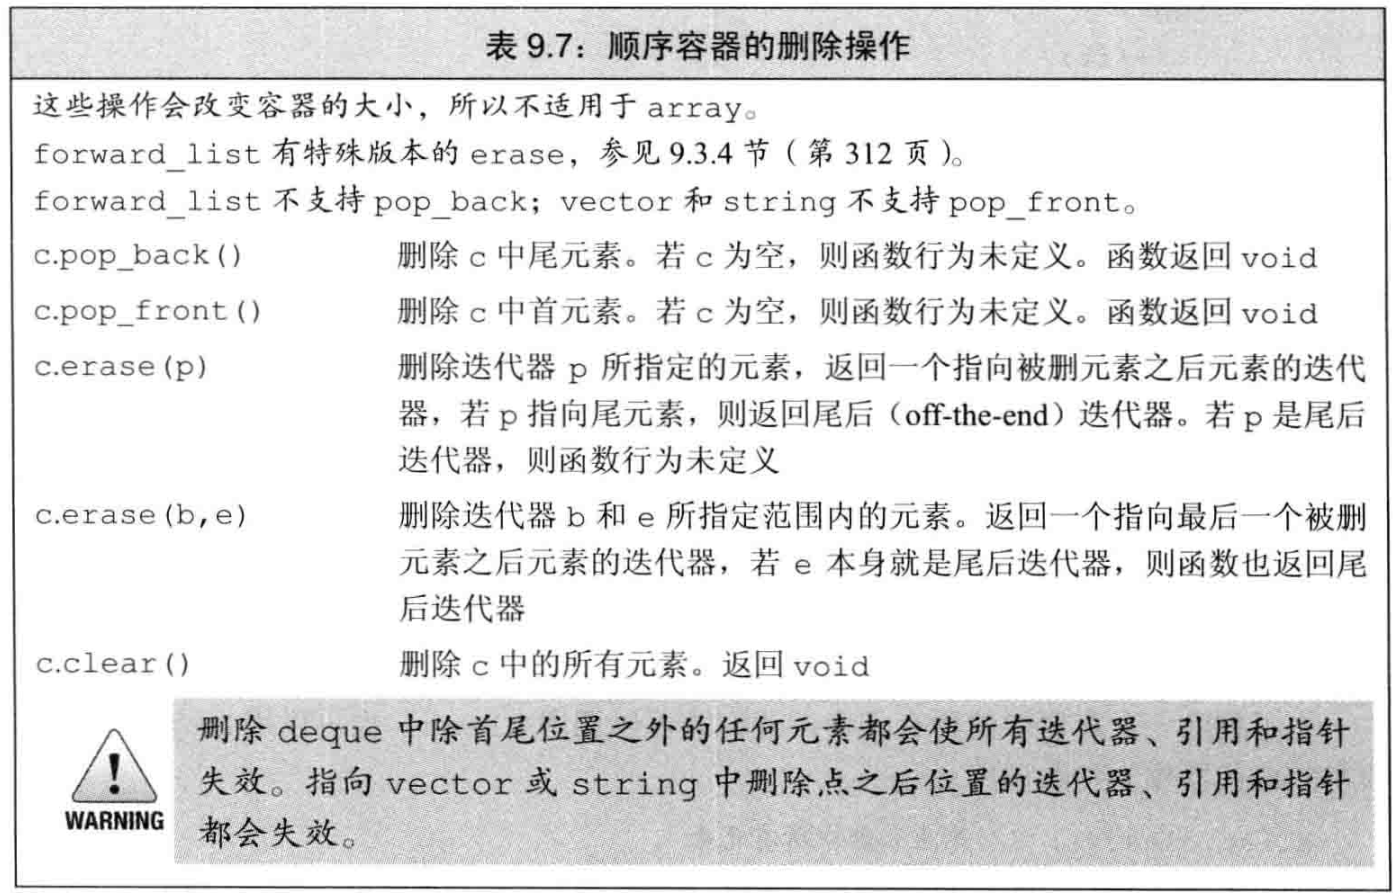 表 9.7：顺序容器的删除操作
这些操作会改变容器的大小，所以不适用于 array。
forward_list 有特殊版本的 erase，参见 9.3.4 节（第 312 页）。
forward_list 不支持 pop_back；vector 和 string 不支持 pop_front。
c.pop_back() 删除 c 中尾元素。若 c 为空，则函数行为未定义。函数返回 void
c.pop_front() 删除 c 中首元素。若 c 为空，则函数行为未定义。函数返回 void
c.erase(p) 删除迭代器 p 所指定的元素，返回一个指向被删元素之后元素的迭代
器，若 p 指向尾元素，则返回尾后（off-the-end）迭代器。若 p 是尾后
迭代器，则函数行为未定义
c.erase(b,e) 删除迭代器 b 和 e 所指定范围内的元素。返回一个指向最后一个被删
元素之后元素的迭代器，若 e 本身就是尾后迭代器，则函数也返回尾
后迭代器
c.clear() 删除 c 中的所有元素。返回 void
删除 deque 中除首尾位置之外的任何元素都会使所有迭代器、引用和指针
失效。指向 vector 或 string 中删除点之后位置的迭代器、引用和指针
都会失效。
WARNING